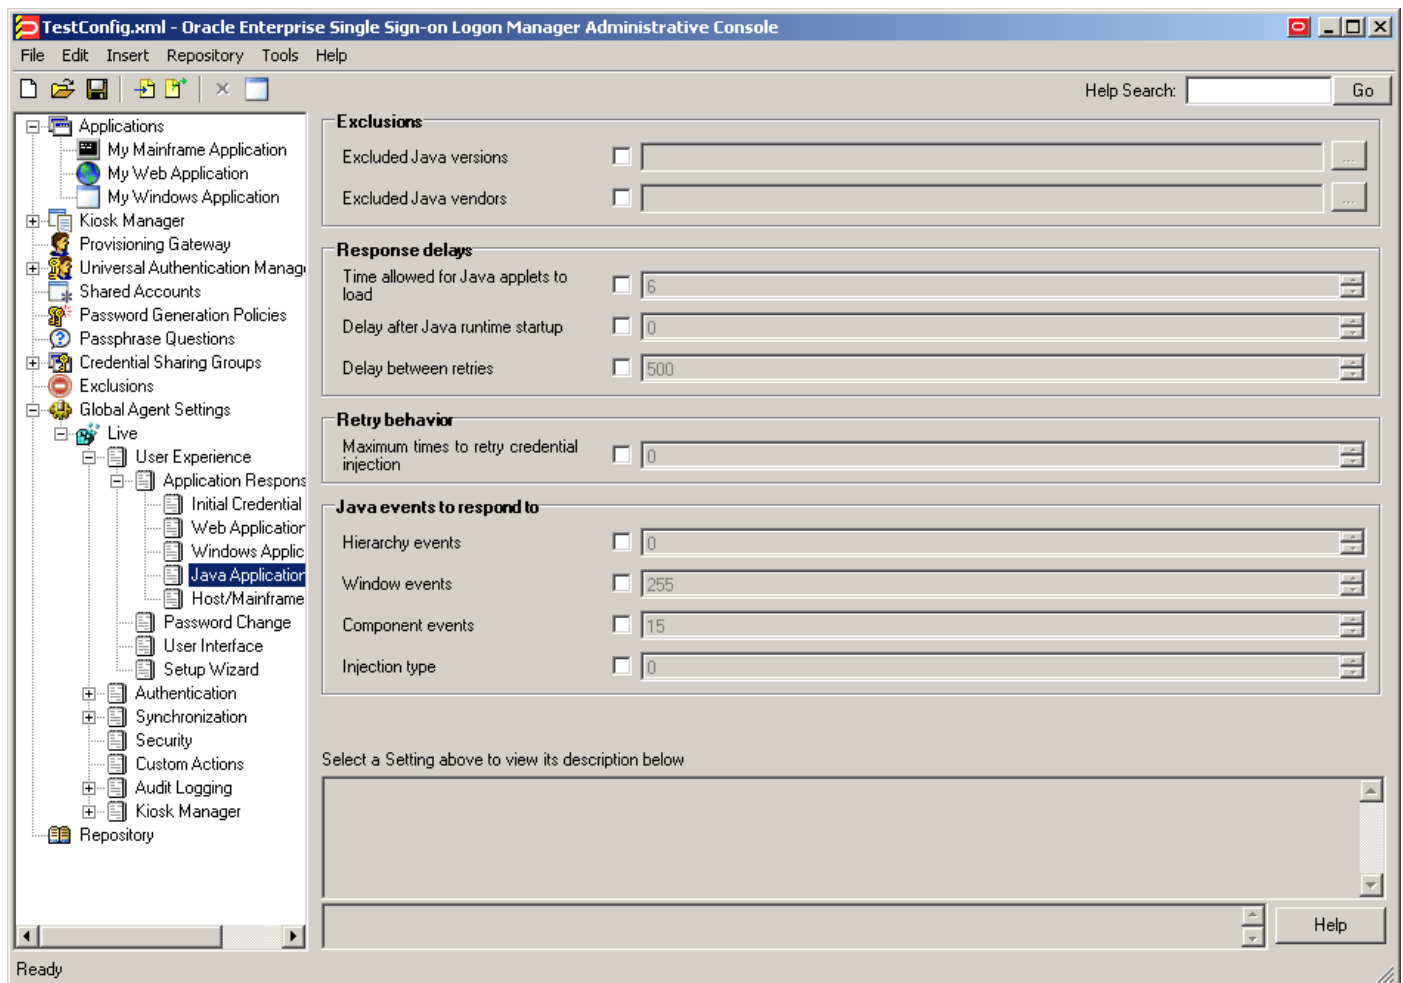 TestConfig.xml - Oracle Enterprise Single Sign-on Logon Manager Administrative Console
File Edit Insert Repository Tools Help
Help Search: Go
Applications
My Mainframe Application
My Web Application
My Windows Application
Kiosk Manager
Provisioning Gateway
Universal Authentication Manage
Shared Accounts
Password Generation Policies
Passphrase Questions
Credential Sharing Groups
Exclusions
Global Agent Settings
Live
User Experience
Application Respons
Initial Credential
Web Application
Windows Applic
Java Application
Host/Mainframe
Password Change
User Interface
Setup Wizard
Authentication
Synchronization
Security
Custom Actions
Audit Logging
Kiosk Manager
Repository
Exclusions
Excluded Java versions ...
Excluded Java vendors ...
Response delays
Time allowed for Java applets to
load
6
Delay after Java runtime startup 0
Delay between retries 500
Retry behavior
Maximum times to retry credential
injection
0
Java events to respond to
Hierarchy events 0
Window events 255
Component events 15
Injection type 0
Select a Setting above to view its description below
Help
Ready